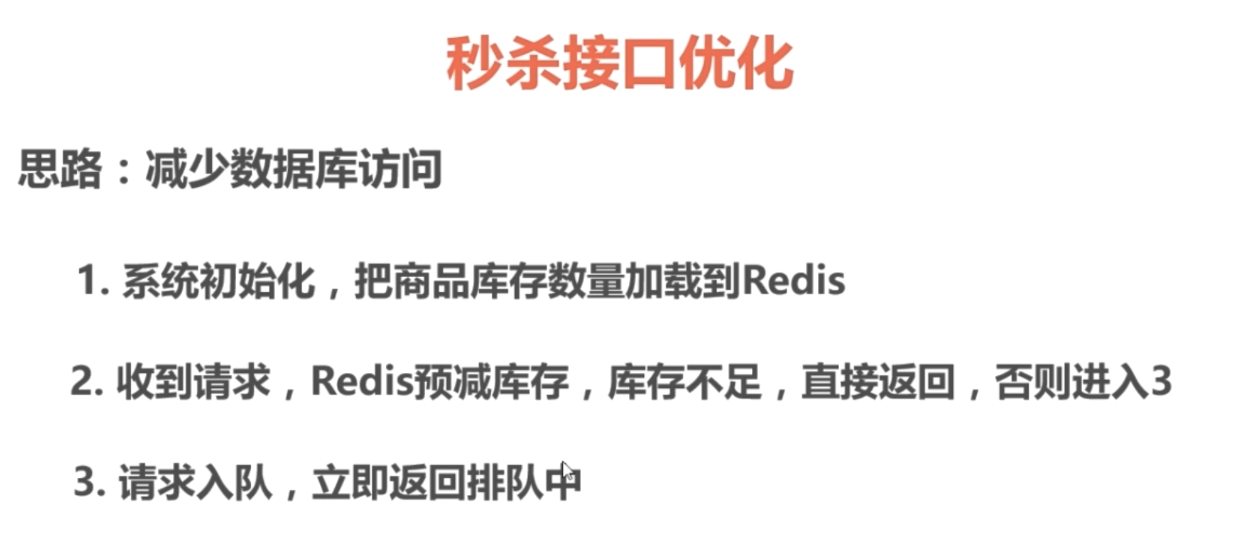 秒杀接口优化
思路：减少数据库访问
1. 系统初始化，把商品库存数量加载到Redis
2. 收到请求，Redis预减库存，库存不足，直接返回，否则进入3
3. 请求入队，立即返回排队中